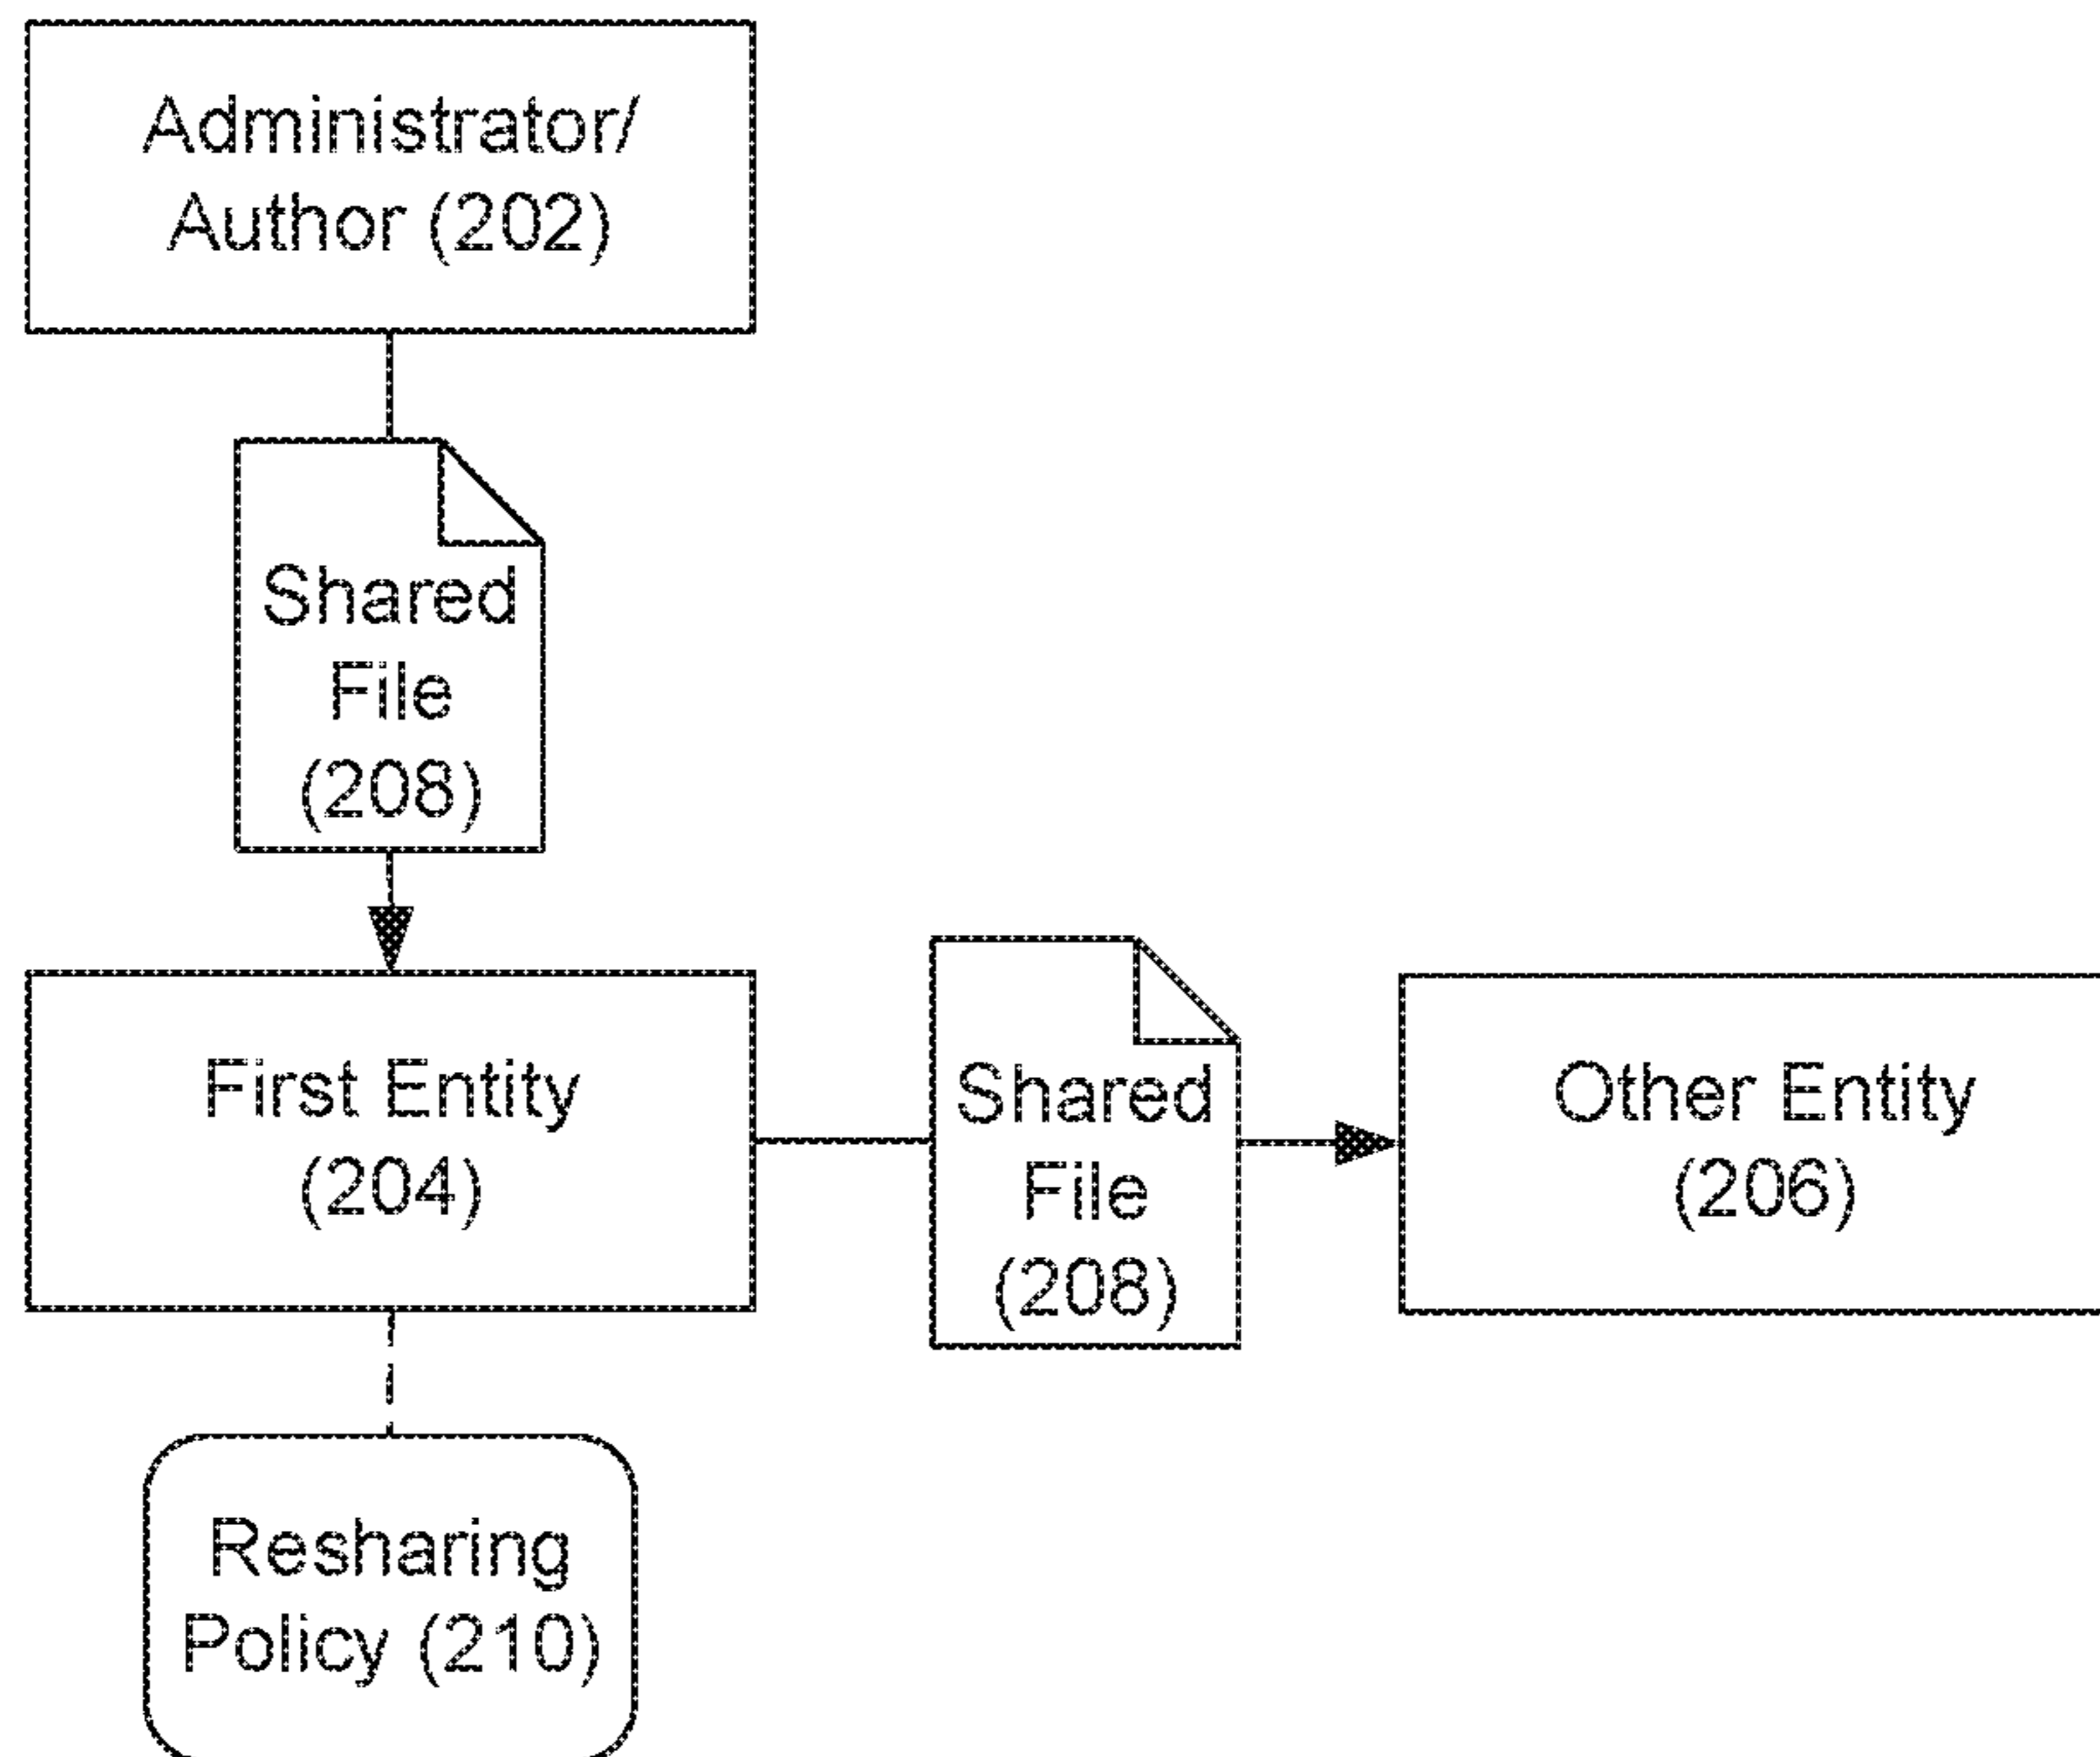 Administrator/
Author (202)
Shared
File
(208)
First Entity
(204)
Shared
File
(208)
Other Entity
(206)
Resharing
Policy (210)